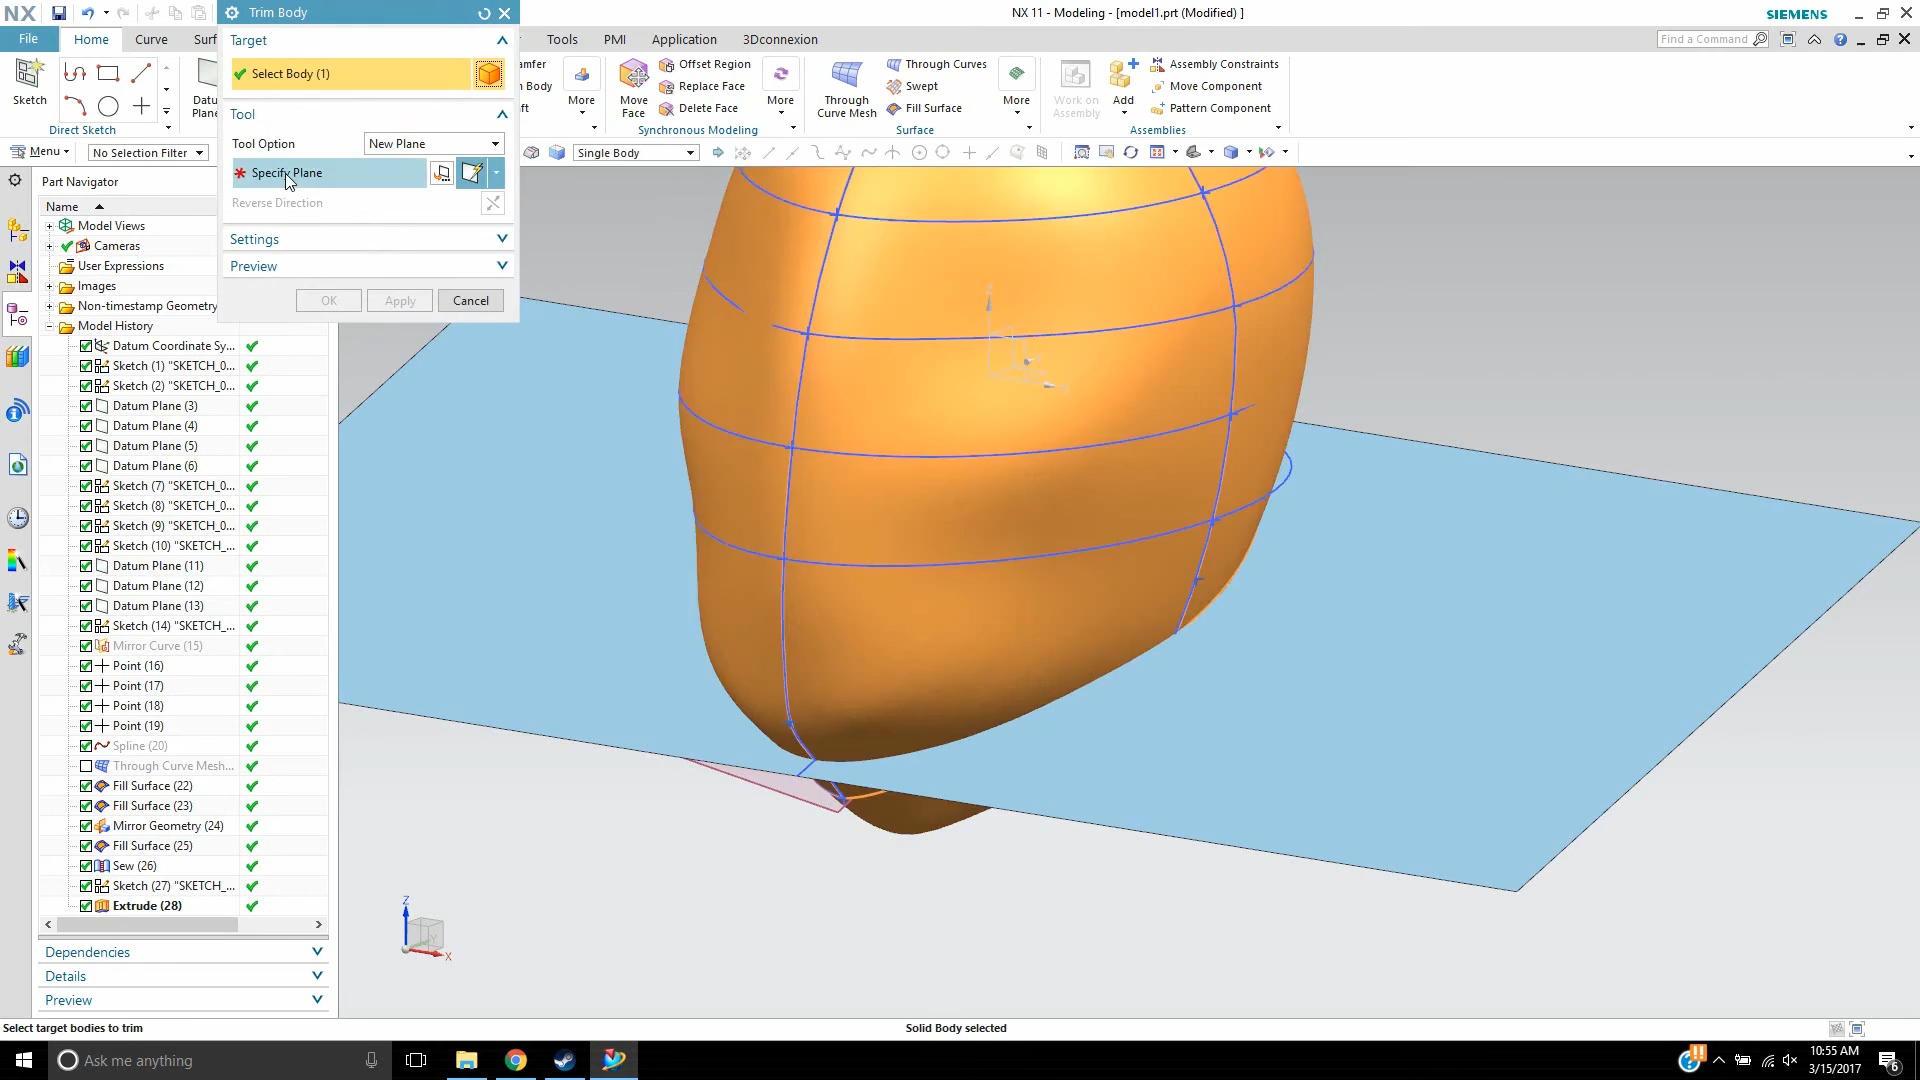 NX
Trim Body
NX 11 - Modeling - [model1.prt (Modified) ]
SIEMENS
File
Home
Curve
Surf
Tools
PMI
Application
3Dconnexion
Find a Command
Target
Select Body (1)
Tool
Tool Option
New Plane
Specify Plane
Reverse Direction
Settings
Preview
OK
Apply
Cancel
Sketch
Datu
Plane
Direct Sketch
amfer
m Body
ft
More
Move
Face
Offset Region
Replace Face
Delete Face
More
Synchronous Modeling
Through
Curve Mesh
Through Curves
Swept
Fill Surface
More
Surface
Work on
Assembly
Add
Assembly Constraints
Move Component
Pattern Component
Assemblies
Menu
No Selection Filter
Single Body
Part Navigator
Name
Model Views
Cameras
User Expressions
Images
Non-timestamp Geometry
Model History
Datum Coordinate Sy...
Sketch (1) "SKETCH_0...
Sketch (2) "SKETCH_0...
Datum Plane (3)
Datum Plane (4)
Datum Plane (5)
Datum Plane (6)
Sketch (7) "SKETCH_0...
Sketch (8) "SKETCH_0...
Sketch (9) "SKETCH_0...
Sketch (10) "SKETCH_...
Datum Plane (11)
Datum Plane (12)
Datum Plane (13)
Sketch (14) "SKETCH_...
Mirror Curve (15)
Point (16)
Point (17)
Point (18)
Point (19)
Spline (20)
Through Curve Mesh...
Fill Surface (22)
Fill Surface (23)
Mirror Geometry (24)
Fill Surface (25)
Sew (26)
Sketch (27) "SKETCH_...
Extrude (28)
Dependencies
Details
Preview
Z
Y
X
Select target bodies to trim
Solid Body selected
Ask me anything
10:55 AM
3/15/2017
6